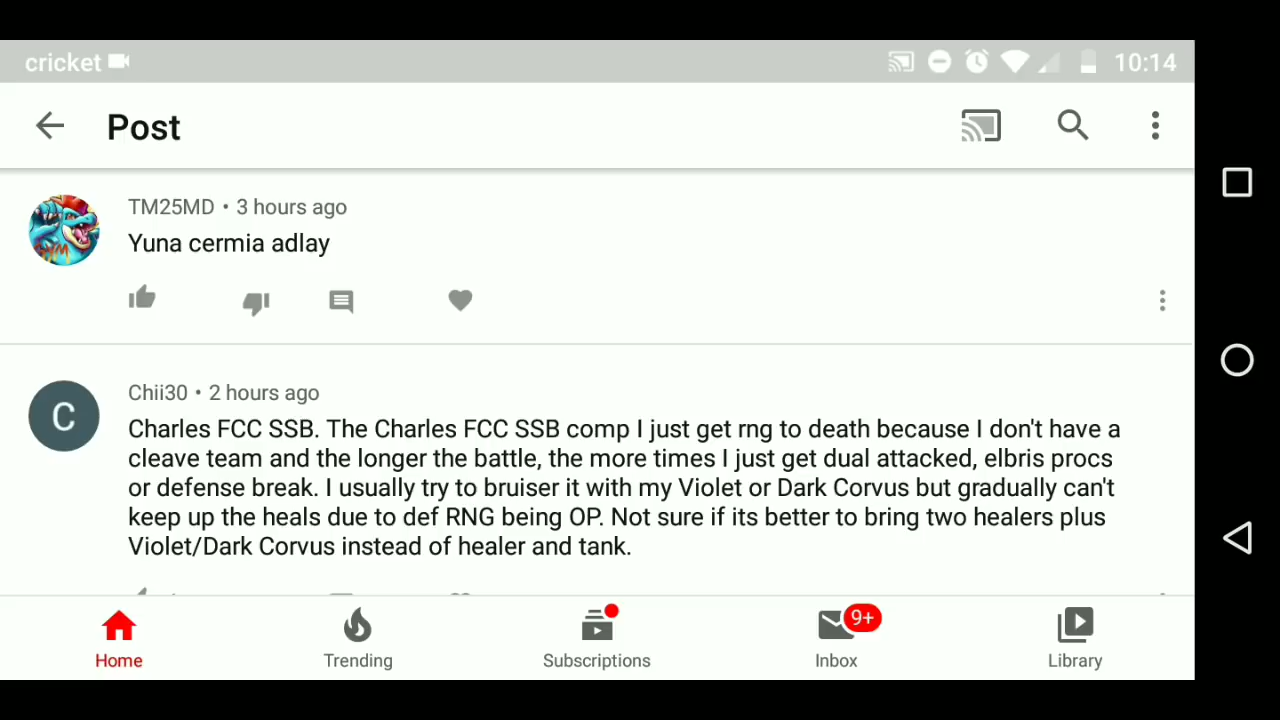 cricket 10:14
Post
TM25MD • 3 hours ago
Yuna cermia adlay
C
Chii30 • 2 hours ago
Charles FCC SSB. The Charles FCC SSB comp I just get rng to death because I don't have a
cleave team and the longer the battle, the more times I just get dual attacked, elbris procs
or defense break. I usually try to bruiser it with my Violet or Dark Corvus but gradually can't
keep up the heals due to def RNG being OP. Not sure if its better to bring two healers plus
Violet/Dark Corvus instead of healer and tank.
9+
Home Trending Subscriptions Inbox Library